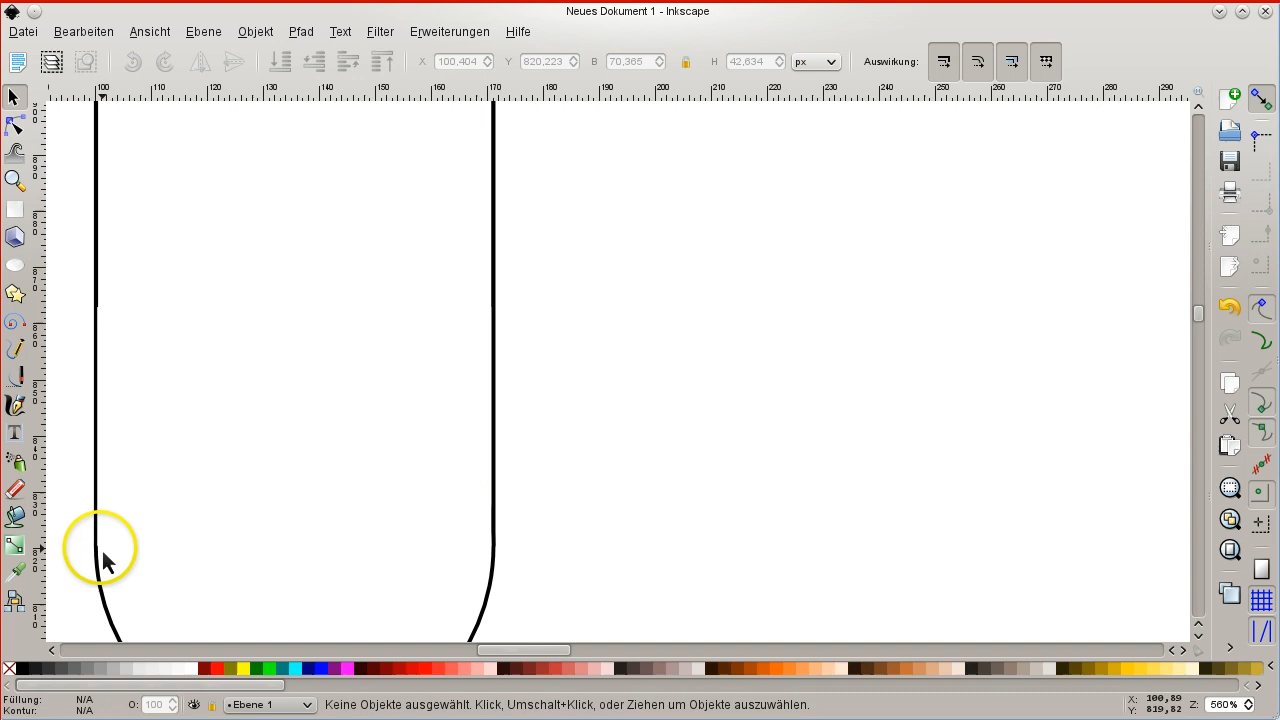 Neues Dokument 1 - Inkscape
Datei Bearbeiten Ansicht Ebene Objekt Pfad Text Filter Erweiterungen Hilfe
X 100,404 Y: 820,223 B 70,365 H: 42,634 px Auswirkung:
100 110 120 130 140 150 160 170 180 190 200 210 220 230 240 250 260 270 280 290
Füllung: N/A
Kontur: N/A
O: 100
Ebene 1
Keine Objekte ausgewählt. Klick, Umschalt+Klick, oder Ziehen um Objekte auszuwählen.
X: 100,89
Y: 819,82
Z: 560%